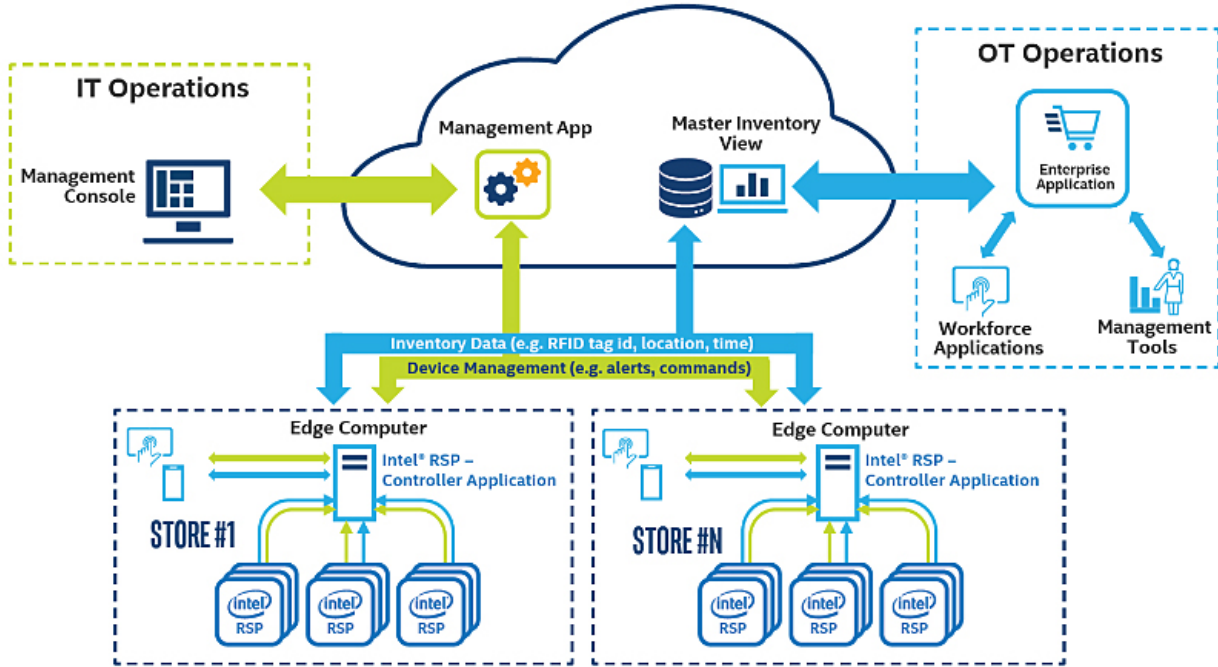 IT Operations
Management
Console
Management App
Master Inventory
View
OT Operations
Enterprise
Application
Workforce
Applications
Management
Tools
Inventory Data (e.g. RFID tag id, location, time)
Device Management (e.g. alerts, commands)
Edge Computer
Intel® RSP –
Controller Application
STORE #1
intel
RSP
intel
RSP
intel
RSP
Edge Computer
Intel® RSP –
Controller Application
STORE #N
intel
RSP
intel
RSP
intel
RSP